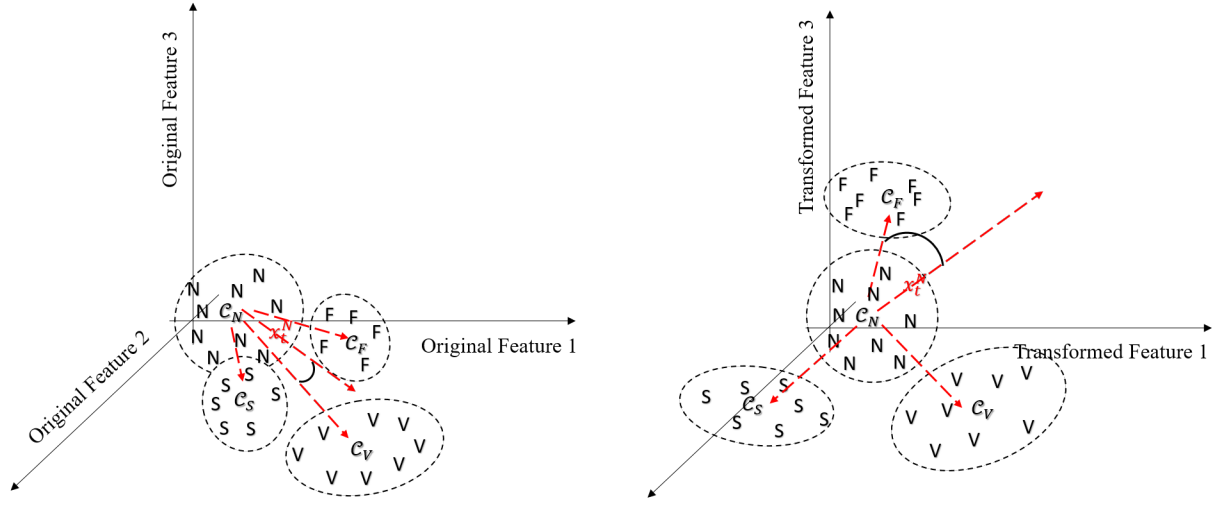 Original Feature 3
N
N N
N 𝒞_N N F F
x_t^N F
N N F 𝒞_F
N N F
S
S S
S 𝒞_S
S S
V V
V
V 𝒞_V V V
V V
Original Feature 1
Original Feature 2
Transformed Feature 3
F
F F
F 𝒞_F F
F F
N
N N x_t^N
N 𝒞_N N
N N
N N
Transformed Feature 1
V V V
S S
S 𝒞_S S
S S S
V V 𝒞_V V
V V